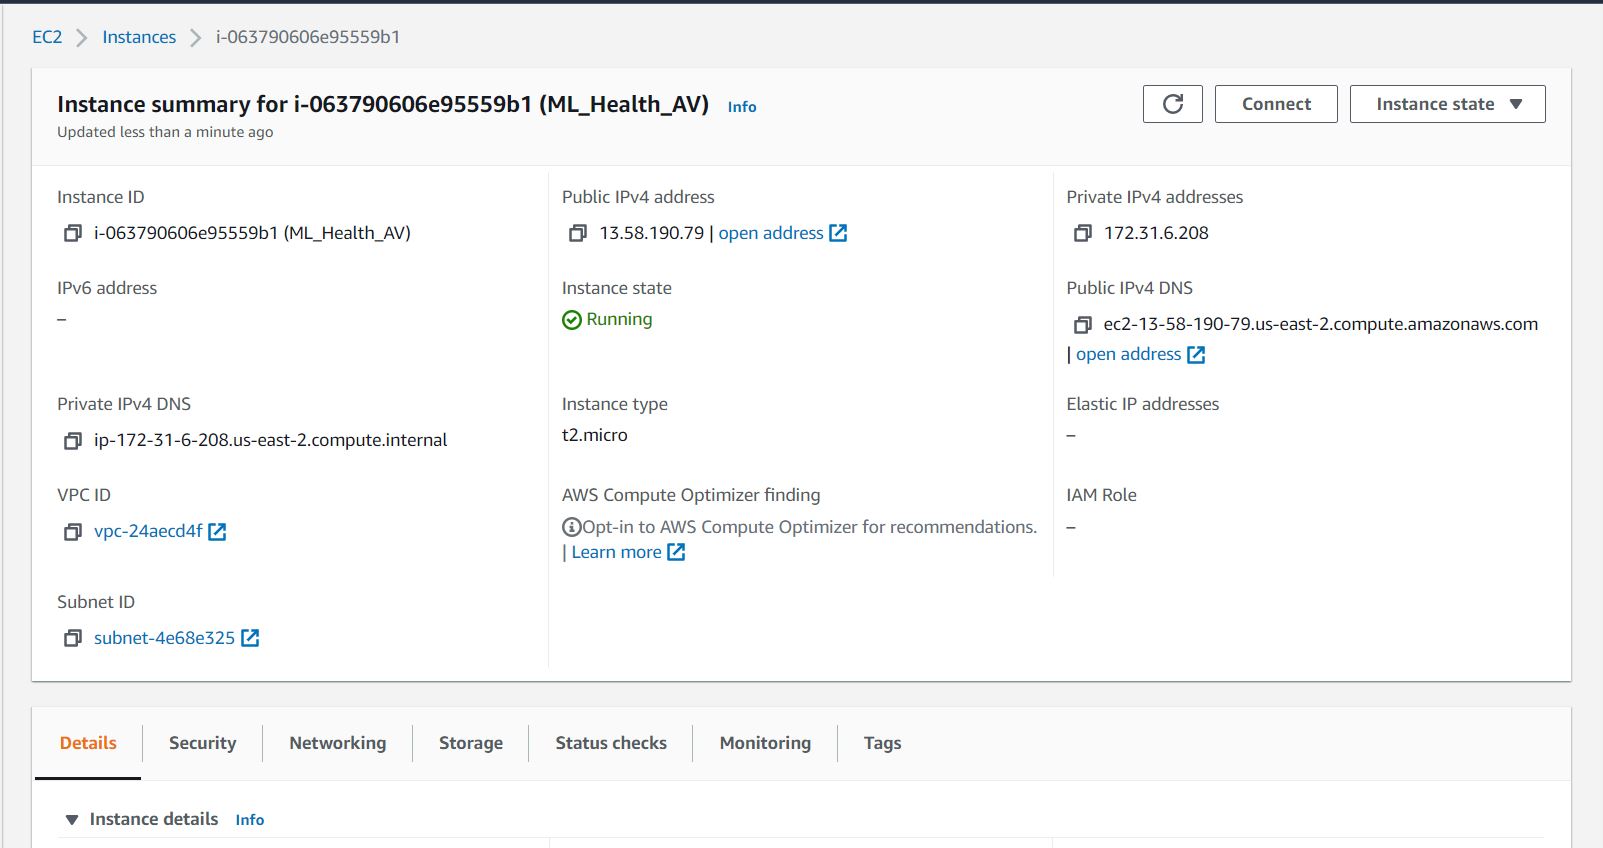 EC2 > Instances > i-063790606e95559b1
Instance summary for i-063790606e95559b1 (ML_Health_AV) Info
Updated less than a minute ago
Connect
Instance state
Instance ID
i-063790606e95559b1 (ML_Health_AV)
Public IPv4 address
13.58.190.79 | open address
Private IPv4 addresses
172.31.6.208
IPv6 address
–
Instance state
Running
Public IPv4 DNS
ec2-13-58-190-79.us-east-2.compute.amazonaws.com
| open address
Private IPv4 DNS
ip-172-31-6-208.us-east-2.compute.internal
Instance type
t2.micro
Elastic IP addresses
–
VPC ID
vpc-24aecd4f
AWS Compute Optimizer finding
Opt-in to AWS Compute Optimizer for recommendations.
| Learn more
IAM Role
–
Subnet ID
subnet-4e68e325
Details Security Networking Storage Status checks Monitoring Tags
Instance details Info